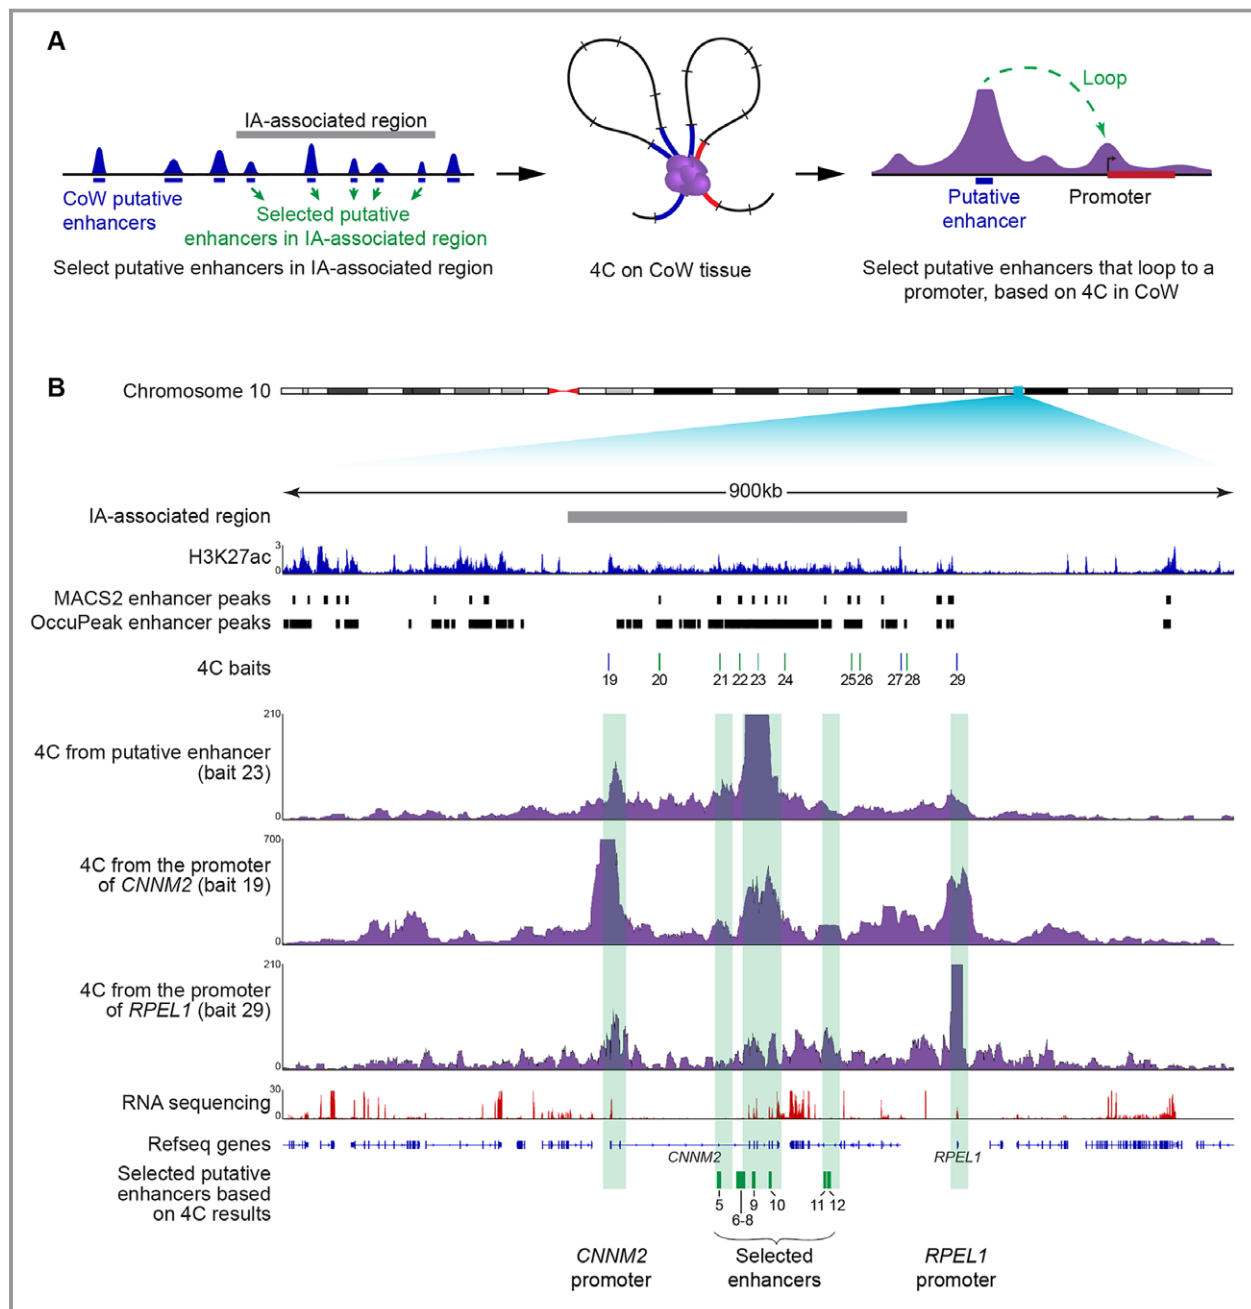 A
IA-associated region
CoW putative
enhancers
Selected putative
enhancers in IA-associated region
Select putative enhancers in IA-associated region
4C on CoW tissue
Loop
Putative
enhancer
Promoter
Select putative enhancers that loop to a
promoter, based on 4C in CoW
B
Chromosome 10
900kb
IA-associated region
H3K27ac
3
0
MACS2 enhancer peaks
OccuPeak enhancer peaks
4C baits
19 20 21 22 23 24 25 26 27 28 29
4C from putative enhancer
(bait 23)
210
0
4C from the promoter
of CNNM2 (bait 19)
700
0
4C from the promoter
of RPEL1 (bait 29)
210
0
RNA sequencing
30
0
Refseq genes
CNNM2 RPEL1
Selected putative
enhancers based
on 4C results
5 6-8 9 10 11 12
CNNM2
promoter
Selected
enhancers
RPEL1
promoter